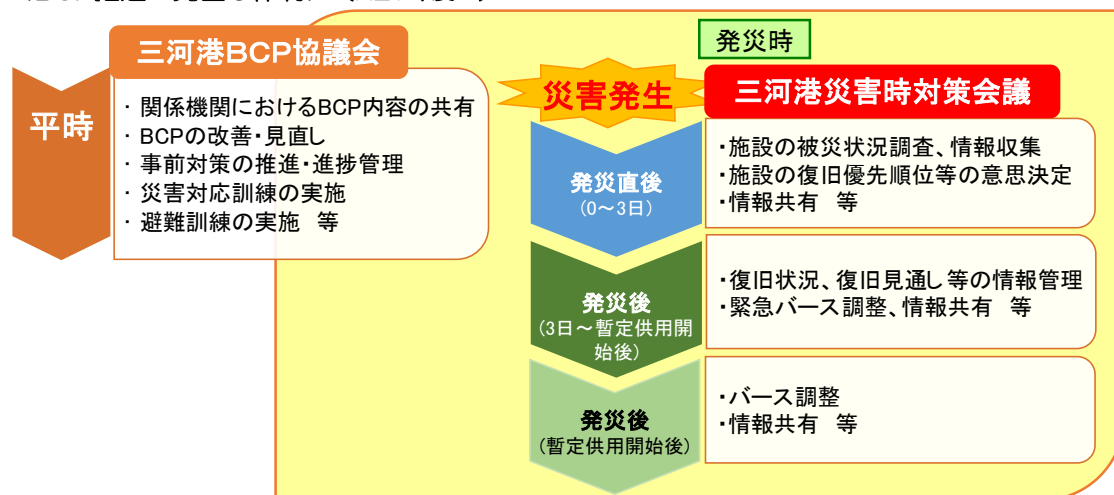 三河港BCP協議会
平時
・関係機関におけるBCP内容の共有
・BCPの改善・見直し
・事前対策の推進・進捗管理
・災害対応訓練の実施
・避難訓練の実施 等
発災時
災害発生
三河港災害時対策会議
発災直後
(0～3日)
・施設の被災状況調査、情報収集
・施設の復旧優先順位等の意思決定
・情報共有 等
発災後
(3日～暫定供用開
始後)
・復旧状況、復旧見通し等の情報管理
・緊急バース調整、情報共有 等
発災後
(暫定供用開始後)
・バース調整
・情報共有 等